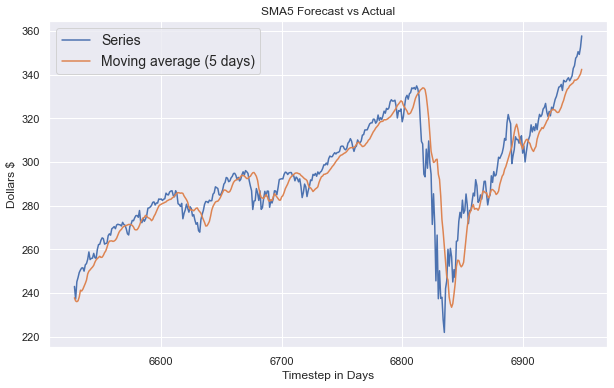 SMA5 Forecast vs Actual
Series
Moving average (5 days)
Dollars $
360
340
320
300
280
260
240
220
6600
6700
6800
6900
Timestep in Days